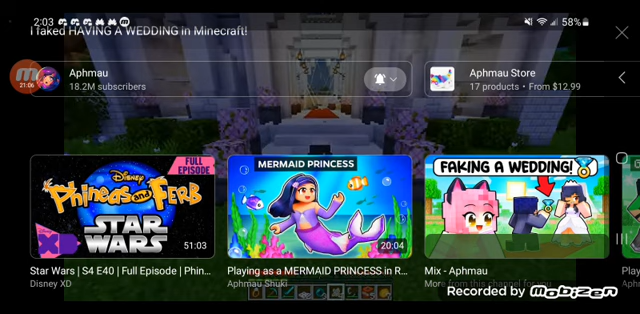 2:03
58%
I faked HAVING A WEDDING in Minecraft!
Aphmau
18.2M subscribers
Aphmau Store
17 products • From $12.99
21:06
FULL EPISODE
Disney
Phineas and FERB
STAR WARS
XD
51:03
MERMAID PRINCESS
20:04
FAKING A WEDDING!
Star Wars | S4 E40 | Full Episode | Phin...
Disney XD
Playing as a MERMAID PRINCESS in R...
Aphmau Shuki
Mix - Aphmau
More from this channel for you
Recorded by Mobizen